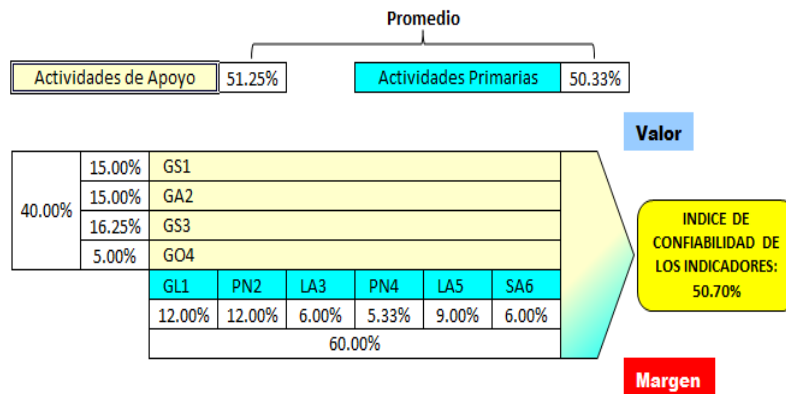 Promedio
Actividades de Apoyo 51.25% Actividades Primarias 50.33%
Valor
40.00%
15.00% GS1
15.00% GA2
16.25% GS3
5.00% GO4
GL1 PN2 LA3 PN4 LA5 SA6
12.00% 12.00% 6.00% 5.33% 9.00% 6.00%
60.00%
INDICE DE
CONFIABILIDAD DE
LOS INDICADORES:
50.70%
Margen